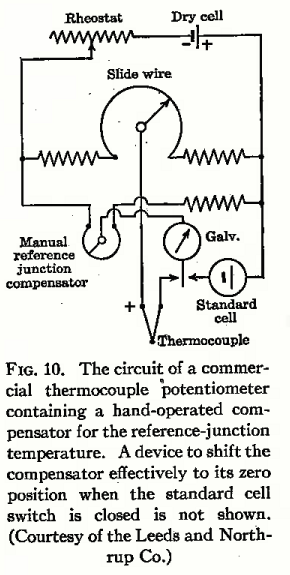 Rheostat
Dry cell
- +
Slide wire
Manual
reference
junction
compensator
Galv.
Standard
cell
+
Thermocouple
FIG. 10. The circuit of a commer-
cial thermocouple potentiometer
containing a hand-operated com-
pensator for the reference-junction
temperature. A device to shift the
compensator effectively to its zero
position when the standard cell
switch is closed is not shown.
(Courtesy of the Leeds and North-
rup Co.)